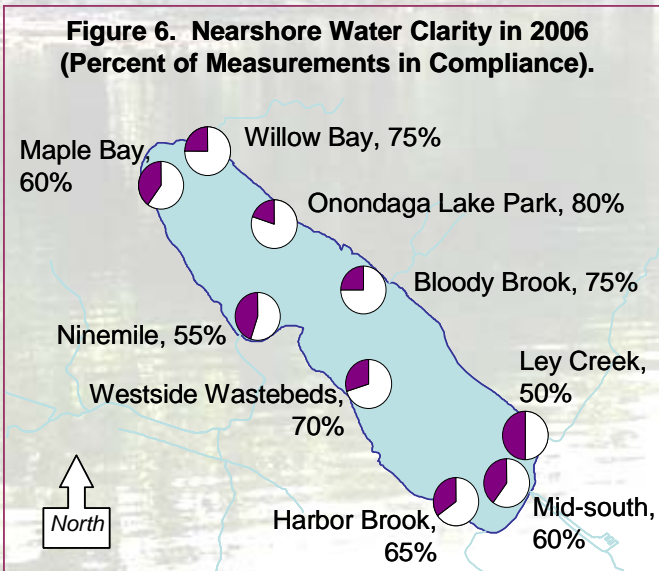 Figure 6.  Nearshore Water Clarity in 2006
(Percent of Measurements in Compliance).
Willow Bay, 75%
Maple Bay,
60%
Onondaga Lake Park, 80%
Bloody Brook, 75%
Ninemile, 55%
Ley Creek,
50%
Westside Wastebeds,
70%
North
Harbor Brook,
65%
Mid-south,
60%